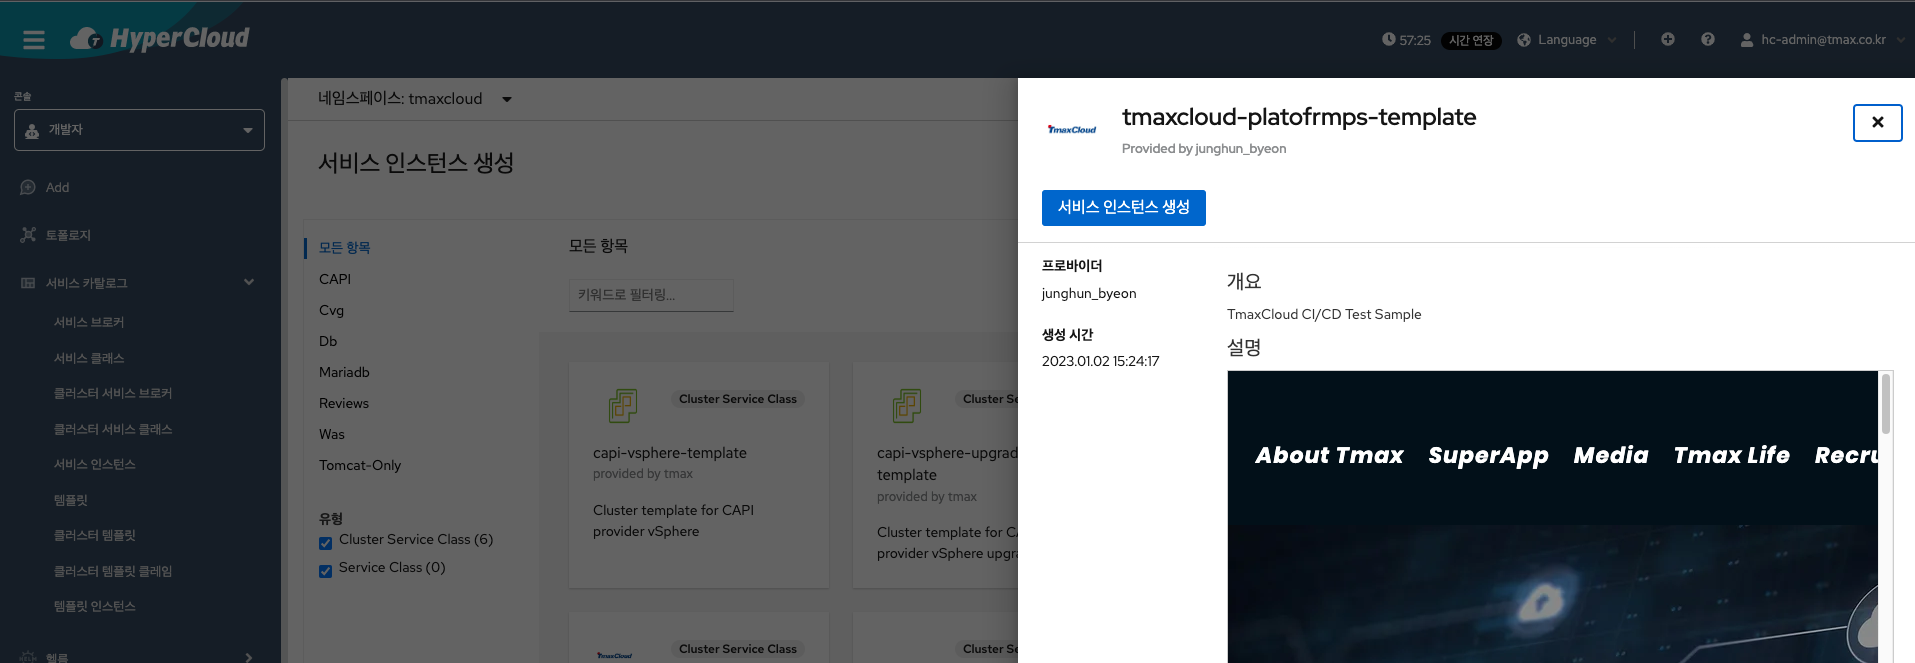 HyperCloud
57:25
시간 연장
Language
hc-admin@tmax.co.kr
콘솔
개발자
Add
토폴로지
서비스 카탈로그
서비스 브로커
서비스 클래스
클러스터 서비스 브로커
클러스터 서비스 클래스
서비스 인스턴스
템플릿
클러스터 템플릿
클러스터 템플릿 클레임
템플릿 인스턴스
헬름
네임스페이스: tmaxcloud
서비스 인스턴스 생성
모든 항목
CAPI
Cvg
Db
Mariadb
Reviews
Was
Tomcat-Only
유형
Cluster Service Class (6)
Service Class (0)
모든 항목
키워드로 필터링...
Cluster Service Class
capi-vsphere-template
provided by tmax
Cluster template for CAPI
provider vSphere
Cluster Se
capi-vsphere-upgrad
template
provided by tmax
Cluster template for CA
provider vSphere upgra
TmaxCloud
Cluster Service Class
Cluster Se
TmaxCloud
tmaxcloud-platofrmps-template
Provided by junghun_byeon
서비스 인스턴스 생성
프로바이더
junghun_byeon
생성 시간
2023.01.02 15:24:17
개요
TmaxCloud CI/CD Test Sample
설명
About Tmax SuperApp Media Tmax Life Recru